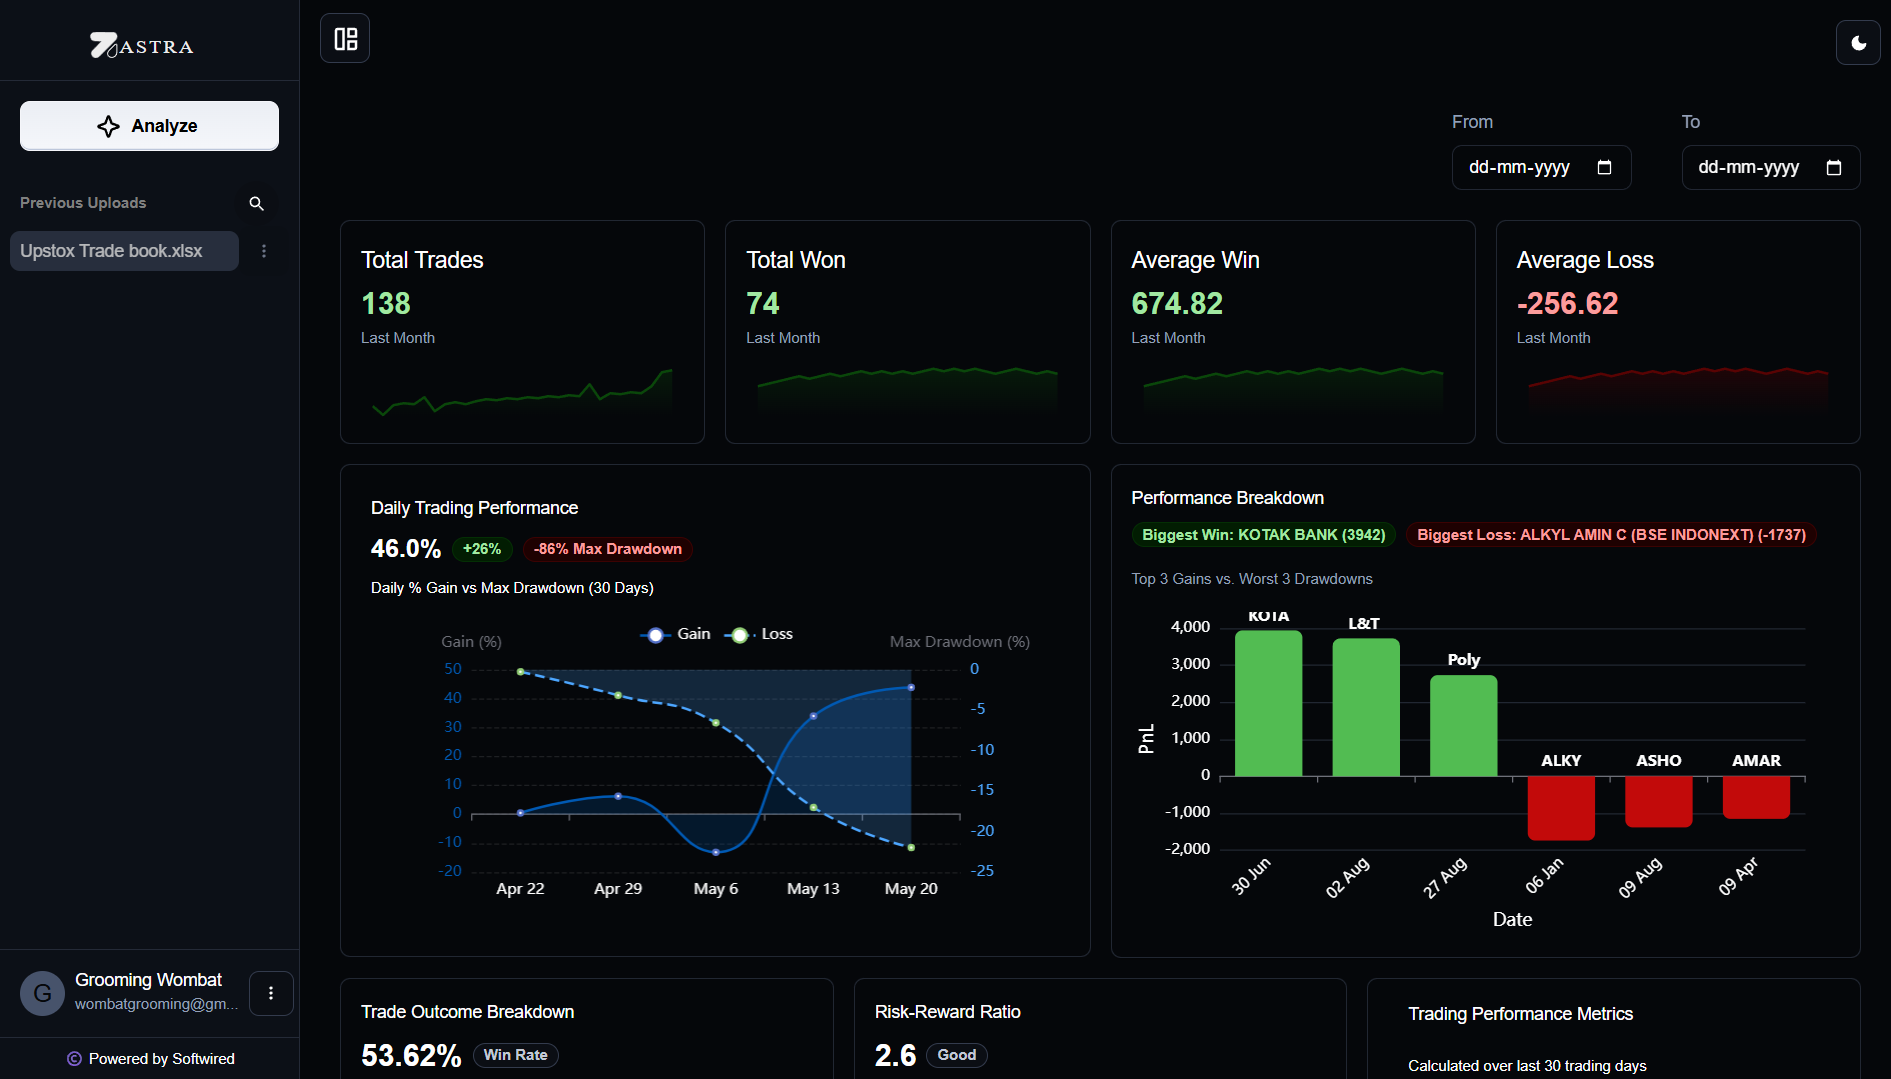 ASTRA
Analyze
Previous Uploads
Upstox Trade book.xlsx
Grooming Wombat
G
wombatgrooming@gm...
© Powered by Softwired
From
To
dd-mm-yyyy
dd-mm-yyyy
Total Trades
138
Last Month
Total Won
74
Last Month
Average Win
674.82
Last Month
Average Loss
-256.62
Last Month
Daily Trading Performance
46.0% +26% -86% Max Drawdown
Daily % Gain vs Max Drawdown (30 Days)
Gain (%)
Gain
Loss
Max Drawdown (%)
50
40
30
20
10
0
-10
-20
0
-5
-10
-15
-20
-25
Apr 22
Apr 29
May 6
May 13
May 20
Performance Breakdown
Biggest Win: KOTAK BANK (3942)
Biggest Loss: ALKYL AMIN C (BSE INDONEXT) (-1737)
Top 3 Gains vs. Worst 3 Drawdowns
PnL
4,000
3,000
2,000
1,000
0
-1,000
-2,000
KOTA
L&T
Poly
ALKY
ASHO
AMAR
30 Jun
02 Aug
27 Aug
06 Jan
09 Aug
09 Apr
Date
Trade Outcome Breakdown
53.62% Win Rate
Risk-Reward Ratio
2.6 Good
Trading Performance Metrics
Calculated over last 30 trading days